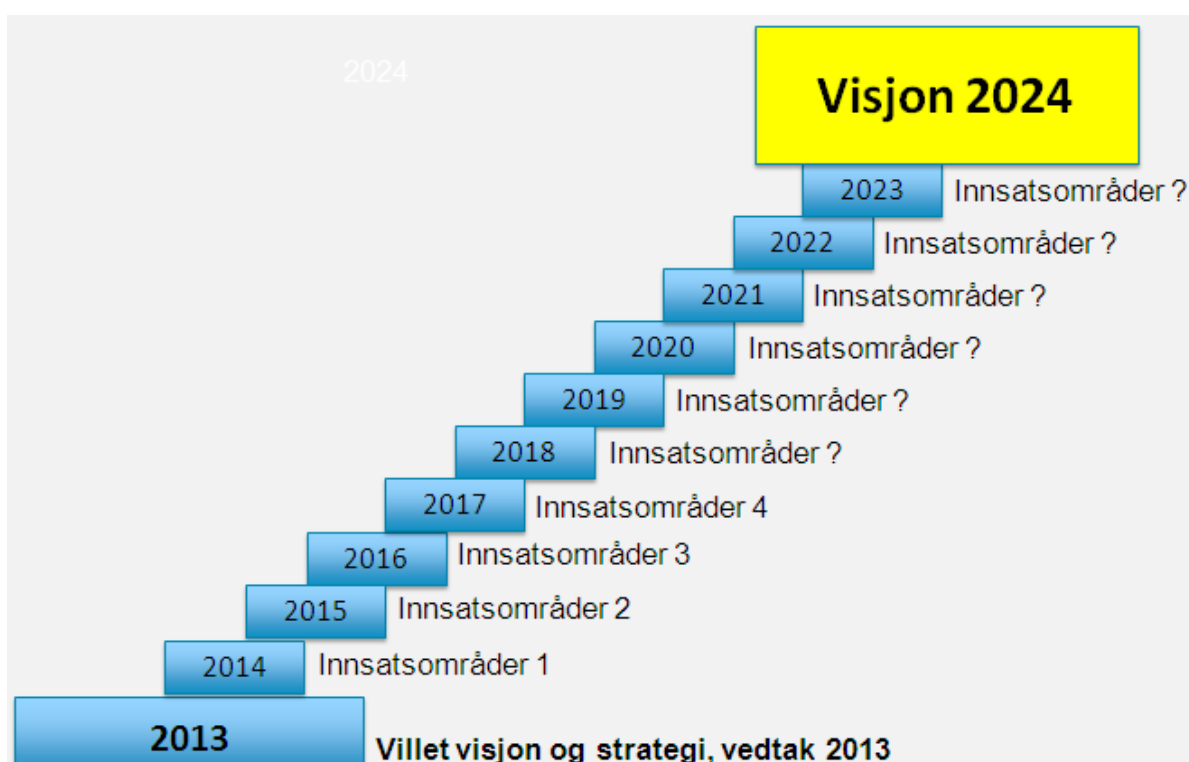 2024
Visjon 2024
2023 Innsatsområder ?
2022 Innsatsområder ?
2021 Innsatsområder ?
2020 Innsatsområder ?
2019 Innsatsområder ?
2018 Innsatsområder ?
2017 Innsatsområder 4
2016 Innsatsområder 3
2015 Innsatsområder 2
2014 Innsatsområder 1
2013 Villet visjon og strategi, vedtak 2013